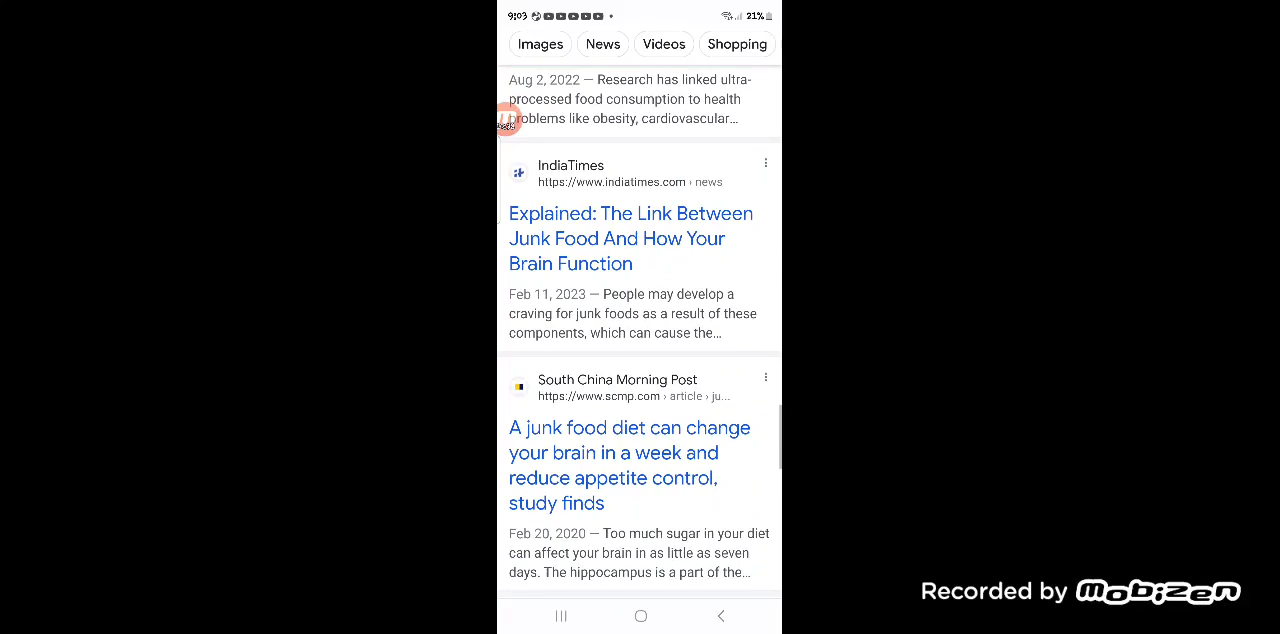 9:03
21%
Images
News
Videos
Shopping
Aug 2, 2022 — Research has linked ultra-
processed food consumption to health
problems like obesity, cardiovascular...
IndiaTimes
https://www.indiatimes.com › news
Explained: The Link Between
Junk Food And How Your
Brain Function
Feb 11, 2023 — People may develop a
craving for junk foods as a result of these
components, which can cause the...
South China Morning Post
https://www.scmp.com › article › ju...
A junk food diet can change
your brain in a week and
reduce appetite control,
study finds
Feb 20, 2020 — Too much sugar in your diet
can affect your brain in as little as seven
days. The hippocampus is a part of the...
Recorded by mobizen